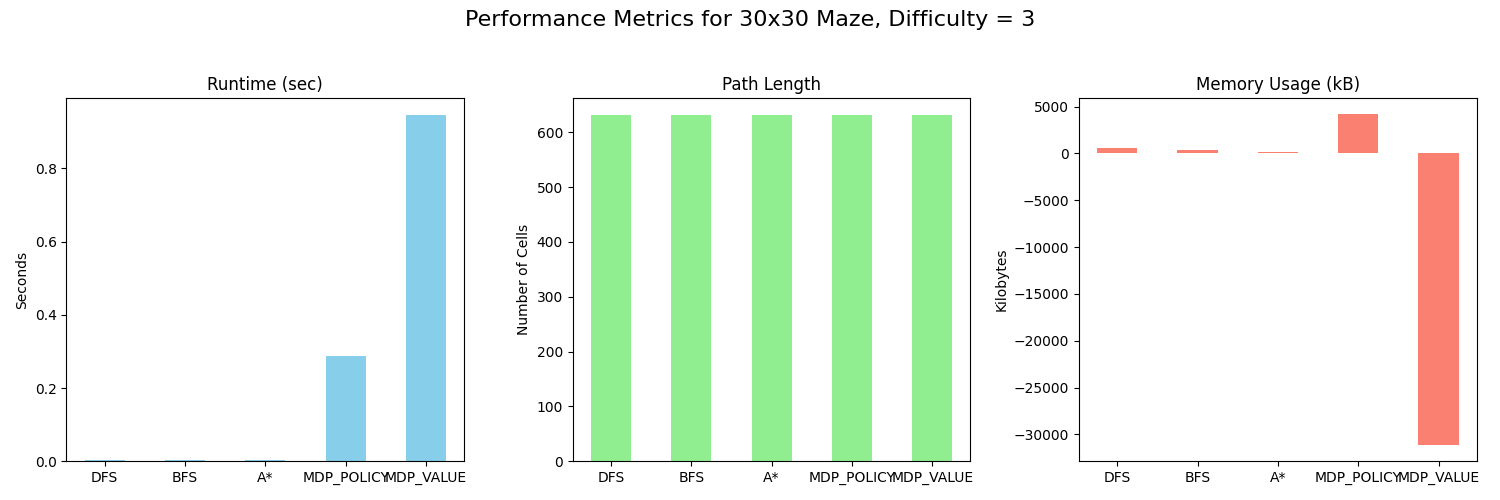 Performance Metrics for 30x30 Maze, Difficulty = 3
Runtime (sec)
Seconds
0.8
0.6
0.4
0.2
0.0
DFS BFS A* MDP_POLICY MDP_VALUE
Path Length
Number of Cells
600
500
400
300
200
100
0
DFS BFS A* MDP_POLICY MDP_VALUE
Memory Usage (kB)
Kilobytes
5000
0
−5000
−10000
−15000
−20000
−25000
−30000
DFS BFS A* MDP_POLICY MDP_VALUE